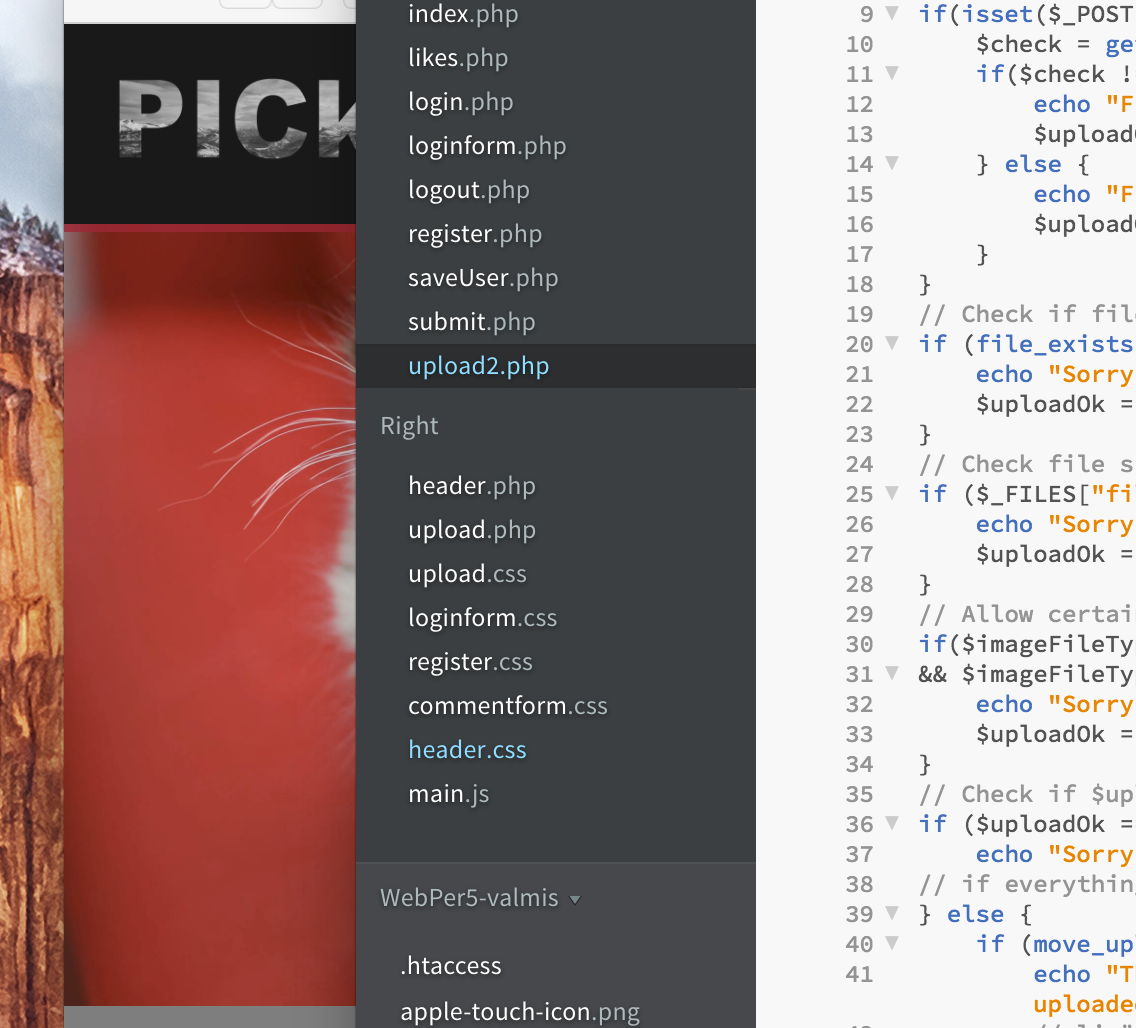 PICK
index.php
likes.php
login.php
loginform.php
logout.php
register.php
saveUser.php
submit.php
upload2.php
Right
header.php
upload.php
upload.css
loginform.css
register.css
commentform.css
header.css
main.js
WebPer5-valmis
.htaccess
apple-touch-icon.png
9 if(isset($_POST
10 $check = ge
11 if($check !
12 echo "F
13 $upload
14 } else {
15 echo "F
16 $upload
17 }
18 }
19 // Check if fil
20 if (file_exists
21 echo "Sorry
22 $uploadOk =
23 }
24 // Check file s
25 if ($_FILES["fi
26 echo "Sorry
27 $uploadOk =
28 }
29 // Allow certai
30 if($imageFileTy
31 && $imageFileTy
32 echo "Sorry
33 $uploadOk =
34 }
35 // Check if $up
36 if ($uploadOk =
37 echo "Sorry
38 // if everythin
39 } else {
40 if (move_up
41 echo "T
uploade